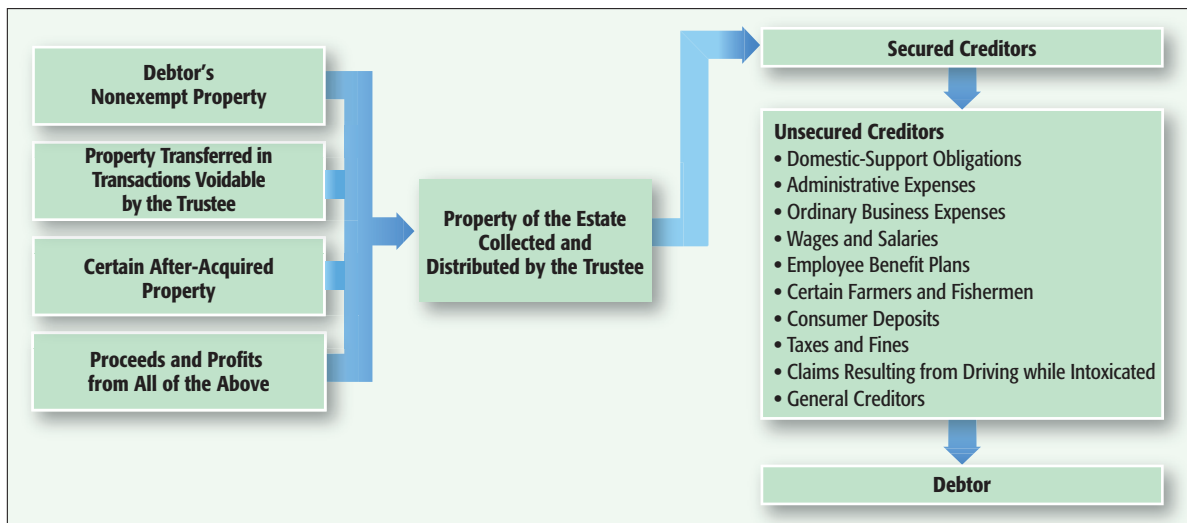 Debtor's
Nonexempt Property
Property Transferred in
Transactions Voidable
by the Trustee
Certain After-Acquired
Property
Proceeds and Profits
from All of the Above
Property of the Estate
Collected and
Distributed by the Trustee
Secured Creditors
Unsecured Creditors
• Domestic-Support Obligations
• Administrative Expenses
• Ordinary Business Expenses
• Wages and Salaries
• Employee Benefit Plans
• Certain Farmers and Fishermen
• Consumer Deposits
• Taxes and Fines
• Claims Resulting from Driving while Intoxicated
• General Creditors
Debtor